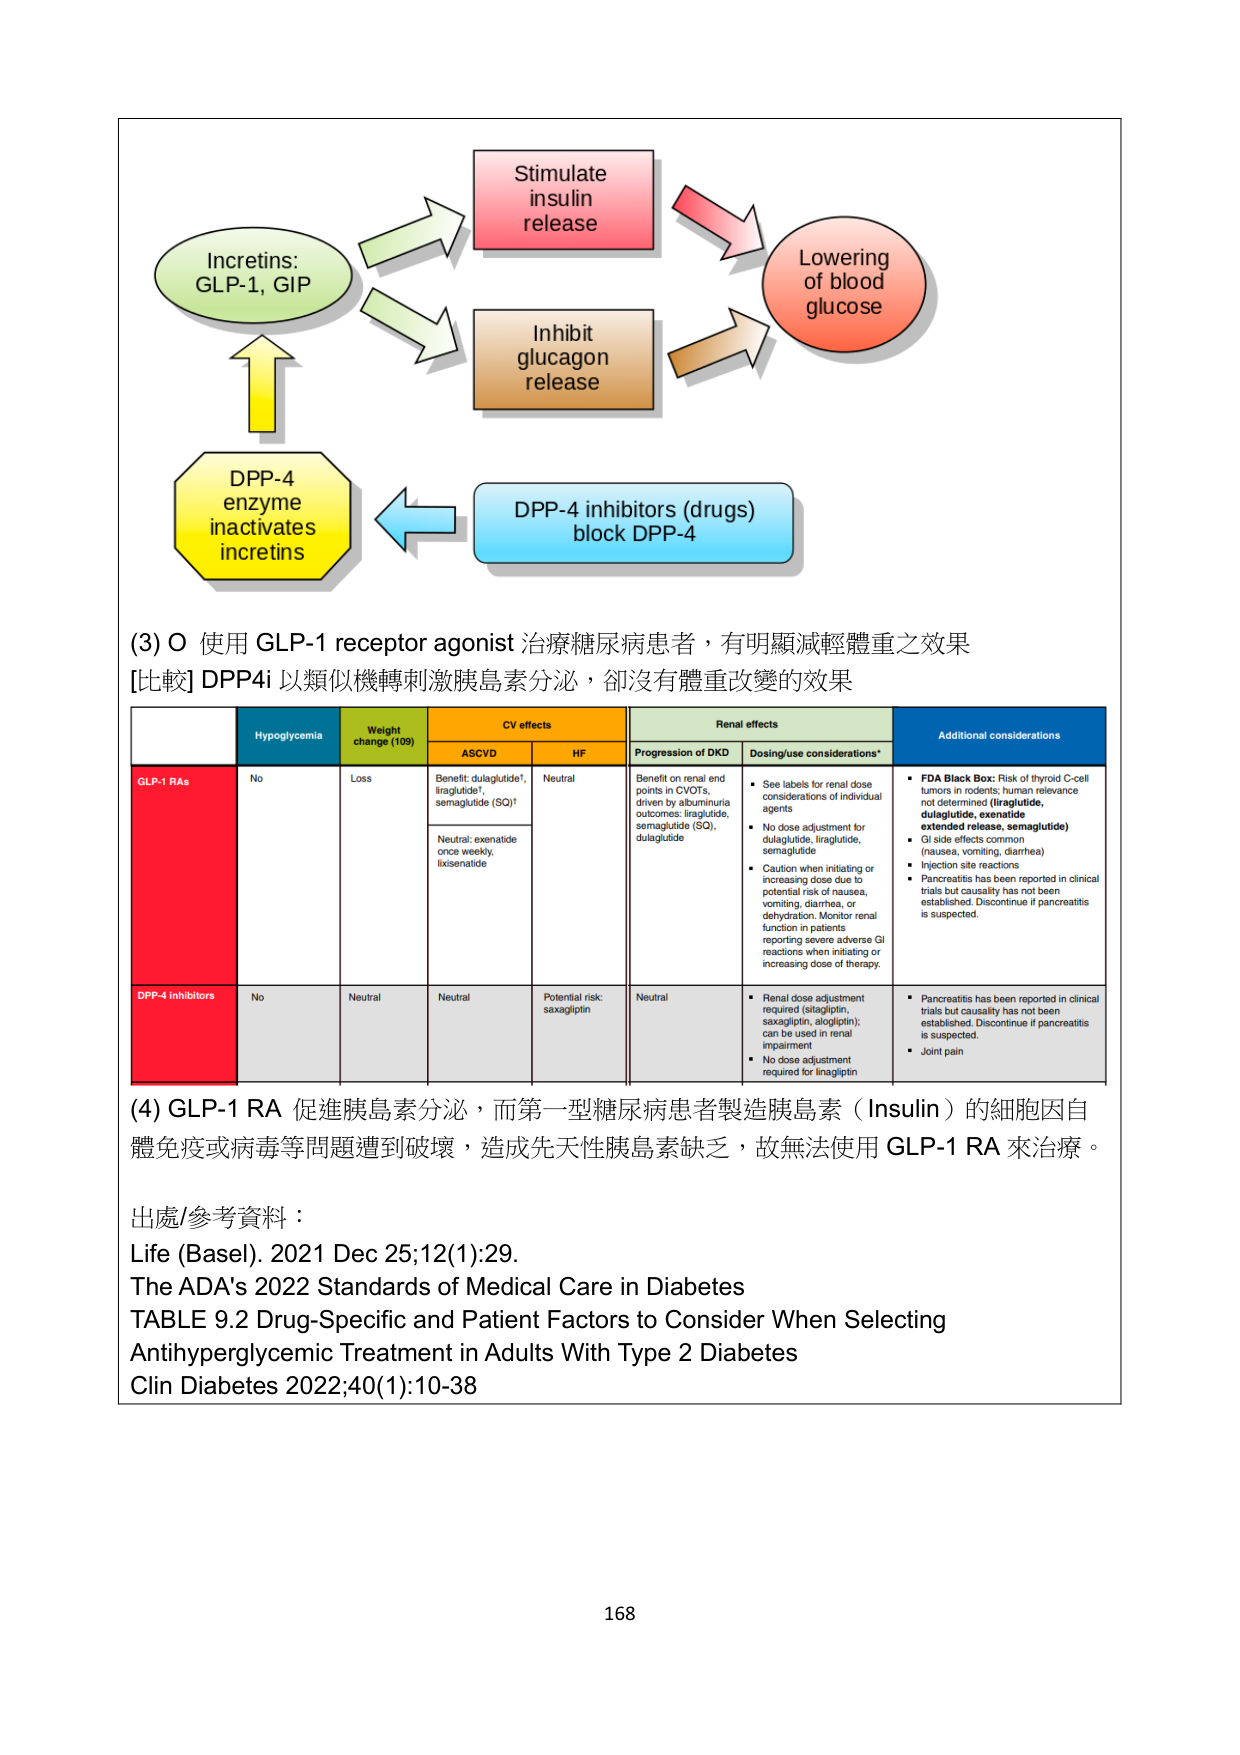 Stimulate
insulin
release
Incretins:
GLP-1, GIP
Lowering
of blood
glucose
Inhibit
glucagon
release
DPP-4
enzyme
inactivates
incretins
DPP-4 inhibitors (drugs)
block DPP-4
(3) O 使用 GLP-1 receptor agonist 治療糖尿病患者，有明顯減輕體重之效果
[比較] DPP4i 以類似機轉刺激胰島素分泌，卻沒有體重改變的效果
Hypoglycemia
Weight
change (109)
CV effects
ASCVD
HF
Renal effects
Progression of DKD
Dosing/use considerations*
Additional considerations
GLP-1 RAs
No
Loss
Benefit: dulaglutide†,
liraglutide†,
semaglutide (SQ)†
Neutral: exenatide
once weekly,
lixisenatide
Neutral
Benefit on renal end
points in CVOTs,
driven by albuminuria
outcomes: liraglutide,
semaglutide (SQ),
dulaglutide
▪ See labels for renal dose
considerations of individual
agents
▪ No dose adjustment for
dulaglutide, liraglutide,
semaglutide
▪ Caution when initiating or
increasing dose due to
potential risk of nausea,
vomiting, diarrhea, or
dehydration. Monitor renal
function in patients
reporting severe adverse GI
reactions when initiating or
increasing dose of therapy.
▪ FDA Black Box: Risk of thyroid C-cell
tumors in rodents; human relevance
not determined (liraglutide,
dulaglutide, exenatide
extended release, semaglutide)
▪ GI side effects common
(nausea, vomiting, diarrhea)
▪ Injection site reactions
▪ Pancreatitis has been reported in clinical
trials but causality has not been
established. Discontinue if pancreatitis
is suspected.
DPP-4 inhibitors
No
Neutral
Neutral
Potential risk:
saxagliptin
Neutral
▪ Renal dose adjustment
required (sitagliptin,
saxagliptin, alogliptin);
can be used in renal
impairment
▪ No dose adjustment
required for linagliptin
▪ Pancreatitis has been reported in clinical
trials but causality has not been
established. Discontinue if pancreatitis
is suspected.
▪ Joint pain
(4) GLP-1 RA 促進胰島素分泌，而第一型糖尿病患者製造胰島素（Insulin）的細胞因自
體免疫或病毒等問題遭到破壞，造成先天性胰島素缺乏，故無法使用 GLP-1 RA 來治療。
出處/參考資料：
Life (Basel). 2021 Dec 25;12(1):29.
The ADA's 2022 Standards of Medical Care in Diabetes
TABLE 9.2 Drug-Specific and Patient Factors to Consider When Selecting
Antihyperglycemic Treatment in Adults With Type 2 Diabetes
Clin Diabetes 2022;40(1):10-38
168